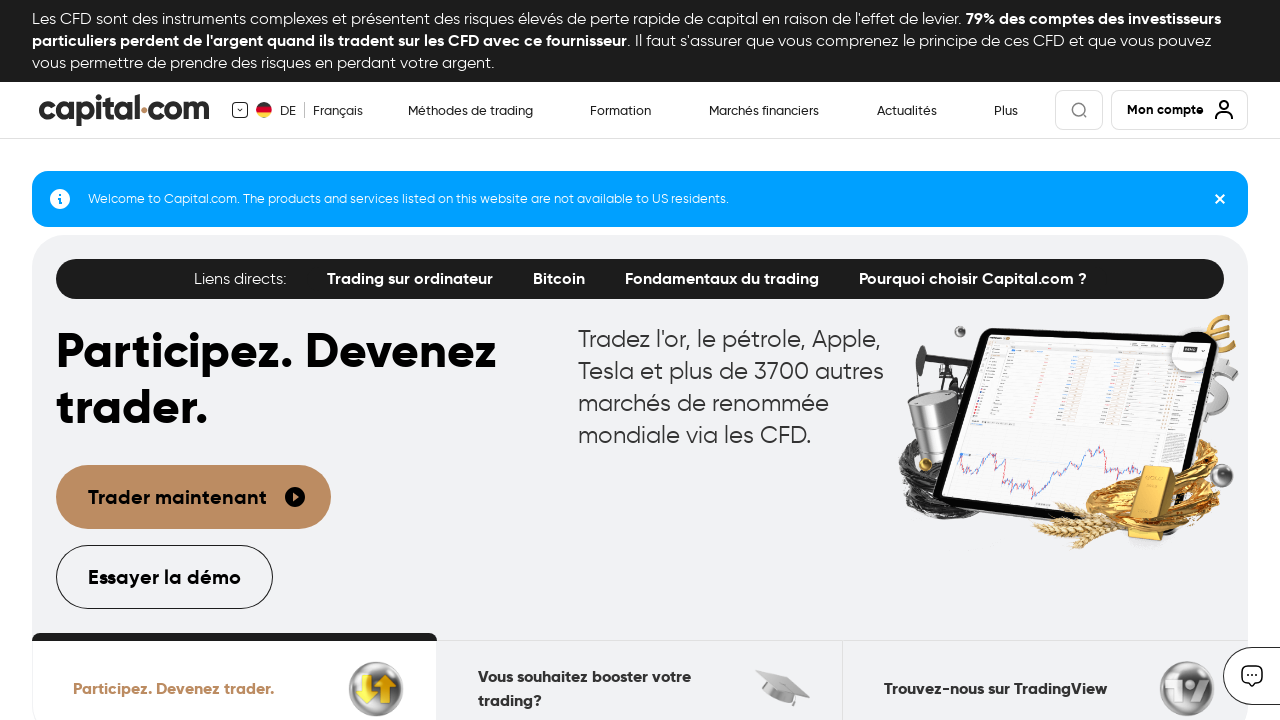 Les CFD sont des instruments complexes et présentent des risques élevés de perte rapide de capital en raison de l'effet de levier. 79% des comptes des investisseurs
particuliers perdent de l'argent quand ils tradent sur les CFD avec ce fournisseur. Il faut s'assurer que vous comprenez le principe de ces CFD et que vous pouvez
vous permettre de prendre des risques en perdant votre argent.
capital.com DE Français Méthodes de trading Formation Marchés financiers Actualités Plus Mon compte
Welcome to Capital.com. The products and services listed on this website are not available to US residents.
Liens directs: Trading sur ordinateur Bitcoin Fondamentaux du trading Pourquoi choisir Capital.com ?
Participez. Devenez
trader.
Tradez l'or, le pétrole, Apple,
Tesla et plus de 3700 autres
marchés de renommée
mondiale via les CFD.
Trader maintenant
Essayer la démo
Participez. Devenez trader.
Vous souhaitez booster votre
trading?
Trouvez-nous sur TradingView